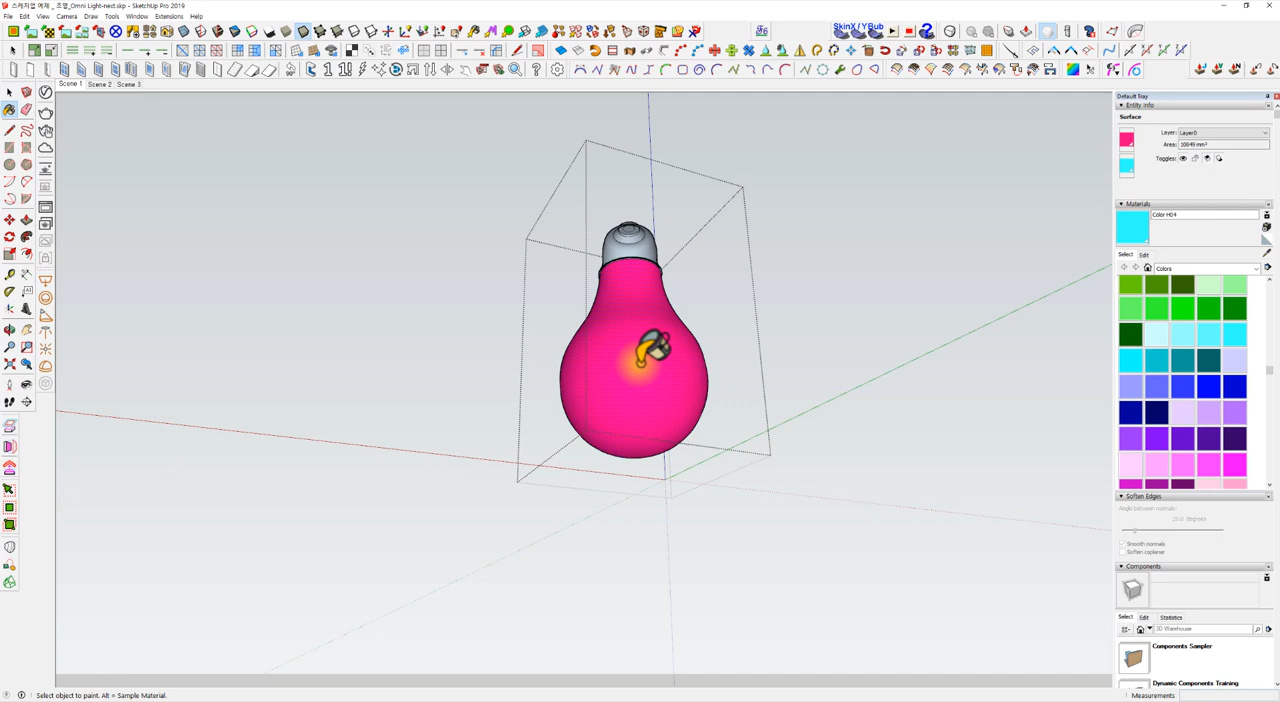 스케치업 예제 _ 조명_Omni Light-next.skp - SketchUp Pro 2019
File Edit View Camera Draw Tools Window Extensions Help
SkinX/YBub
Scene 1 Scene 2 Scene 3
Default Tray
Entity Info
Surface
Layer: Layer0
Area: 10849 mm²
Toggles:
Materials
Color H04
Select Edit
Colors
Soften Edges
Angle between normals:
20.0 degrees
Smooth normals
Soften coplanar
Components
Select Edit Statistics
3D Warehouse
Components Sampler
Dynamic Components Training
Select object to paint. Alt = Sample Material.
Measurements